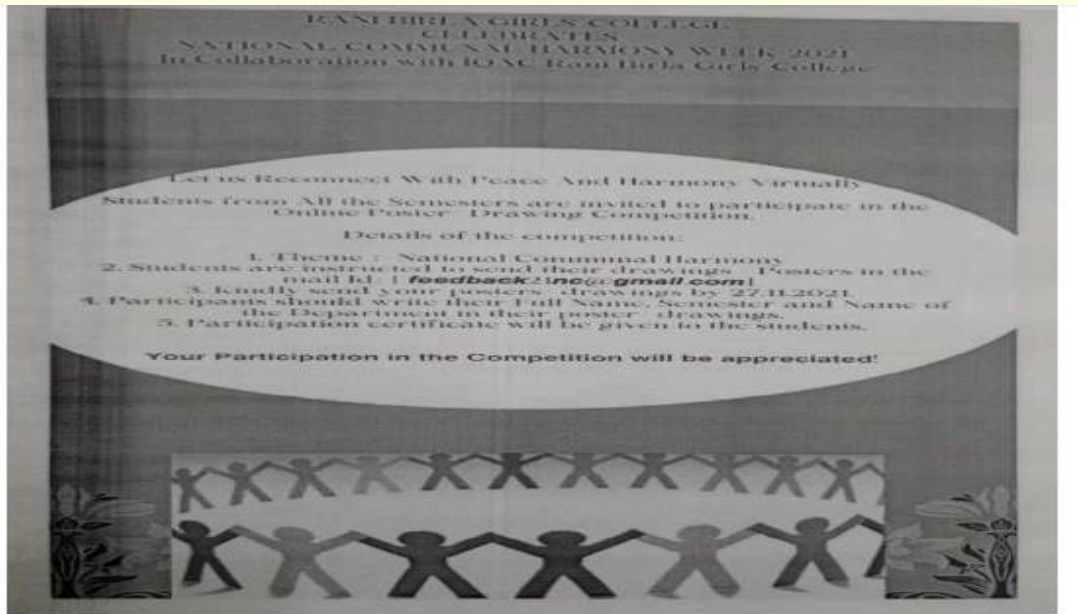 RANI BIRLA GIRLS COLLEGE
CELEBRATES
NATIONAL COMMUNAL HARMONY WEEK 2021
In Collaboration with IQAC Rani Birla Girls' College
Let us Reconnect With Peace And Harmony Virtually
Students from All the Semesters are invited to participate in the
Online Poster Drawing Competition.
Details of the competition:
1. Theme : National Communal Harmony
2. Students are instructed to send their drawings Posters in the
mail Id: [ @gmail.com]
3. Kindly send your posters drawings by 27.11.2021
4. Participants should write their Full Name, Semester and Name of
the Department in their poster drawings.
5. Participation certificate will be given to the students.
Your Participation in the Competition will be appreciated!